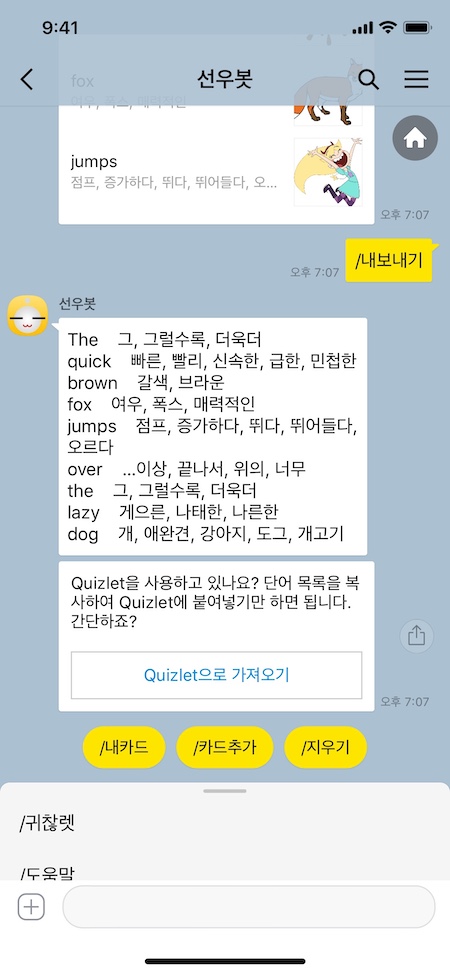 9:41
선우봇
fox
여우, 폭스, 매력적인
jumps
점프, 증가하다, 뛰다, 뛰어들다, 오...
오후 7:07
/내보내기
오후 7:07
선우봇
The 그, 그럴수록, 더욱더
quick 빠른, 빨리, 신속한, 급한, 민첩한
brown 갈색, 브라운
fox 여우, 폭스, 매력적인
jumps 점프, 증가하다, 뛰다, 뛰어들다,
오르다
over ...이상, 끝나서, 위의, 너무
the 그, 그럴수록, 더욱더
lazy 게으른, 나태한, 나른한
dog 개, 애완견, 강아지, 도그, 개고기
Quizlet을 사용하고 있나요? 단어 목록을 복
사하여 Quizlet에 붙여넣기만 하면 됩니다.
간단하죠?
Quizlet으로 가져오기
오후 7:07
/내카드 /카드추가 /지우기
/귀찮렛
/도움말